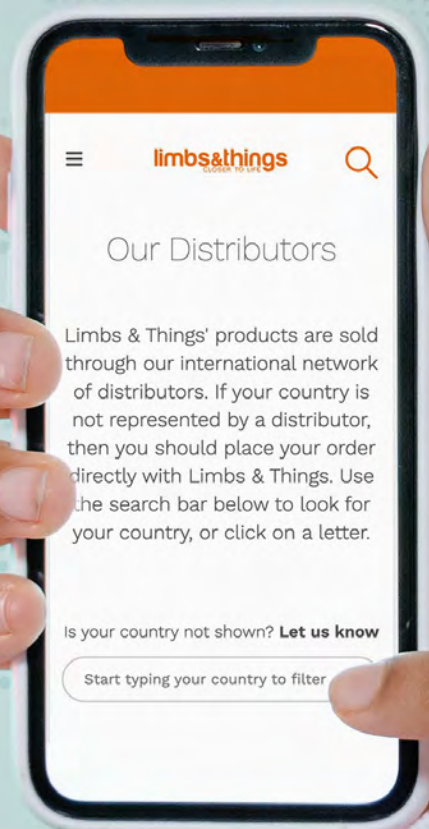 limbs&things
CLOSER TO LIFE
Our Distributors
Limbs & Things' products are sold
through our international network
of distributors. If your country is
not represented by a distributor,
then you should place your order
directly with Limbs & Things. Use
the search bar below to look for
your country, or click on a letter.
Is your country not shown? Let us know
Start typing your country to filter